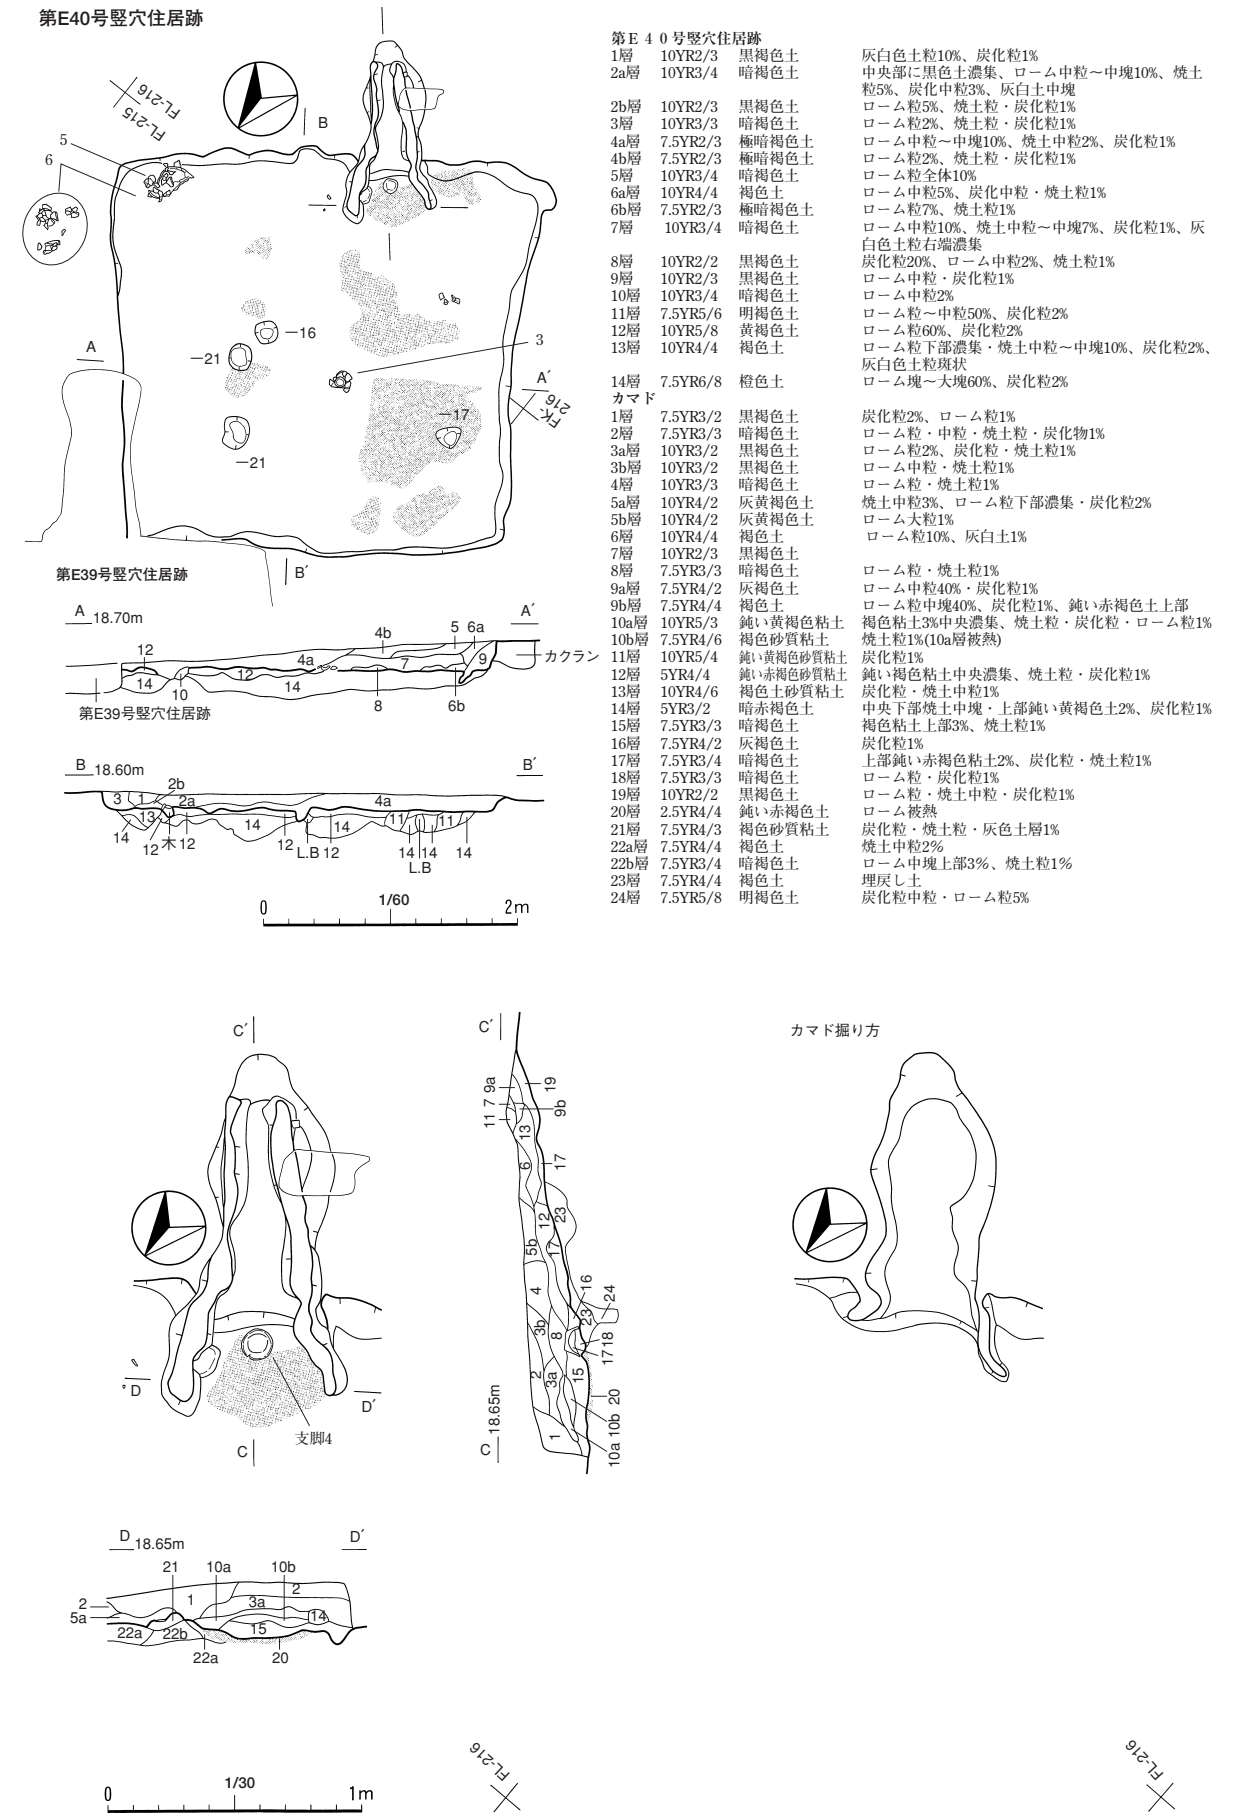 第E40号竪穴住居跡
FL-216
FL-215
B
5
6
16
21
3
A
A′
FK-216
17
21
B′
第E39号竪穴住居跡
A 18.70m A′
12 4b 5 6a
4a 7 9 カクラン
14 10 12 14 8 6b
第E39号竪穴住居跡
B 18.60m B′
2b
3 1 2a 4a
13 14 14 11 11
14 12 木 12 12 L.B 12 14 14 14
L.B
0 1/60 2m
第E40号竪穴住居跡
1層 10YR2/3 黒褐色土 灰白色土粒10%、炭化粒1%
2a層 10YR3/4 暗褐色土 中央部に黒色土濃集、ローム中粒～中塊10%、焼土
粒5%、炭化中粒3%、灰白土中塊
2b層 10YR2/3 黒褐色土 ローム粒5%、焼土粒・炭化粒1%
3層 10YR3/3 暗褐色土 ローム粒2%、焼土粒・炭化粒1%
4a層 7.5YR2/3 極暗褐色土 ローム中粒～中塊10%、焼土中粒2%、炭化粒1%
4b層 7.5YR2/3 極暗褐色土 ローム粒2%、焼土粒・炭化粒1%
5層 10YR3/4 暗褐色土 ローム粒全体10%
6a層 10YR4/4 褐色土 ローム中粒5%、炭化中粒・焼土粒1%
6b層 7.5YR2/3 極暗褐色土 ローム粒7%、焼土粒1%
7層 10YR3/4 暗褐色土 ローム中粒10%、焼土中粒～中塊7%、炭化粒1%、灰
白色土粒右端濃集
8層 10YR2/2 黒褐色土 炭化粒20%、ローム中粒2%、焼土粒1%
9層 10YR2/3 黒褐色土 ローム中粒・炭化粒1%
10層 10YR3/4 暗褐色土 ローム中粒2%
11層 7.5YR5/6 明褐色土 ローム粒～中粒50%、炭化粒2%
12層 10YR5/8 黄褐色土 ローム粒60%、炭化粒2%
13層 10YR4/4 褐色土 ローム粒下部濃集・焼土中粒～中塊10%、炭化粒2%、
灰白色土粒斑状
14層 7.5YR6/8 橙色土 ローム塊～大塊60%、炭化粒2%
カマド
1層 7.5YR3/2 黒褐色土 炭化粒2%、ローム粒1%
2層 7.5YR3/3 暗褐色土 ローム粒・中粒・焼土粒・炭化物1%
3a層 10YR3/2 黒褐色土 ローム粒2%、炭化粒・焼土粒1%
3b層 10YR3/2 黒褐色土 ローム中粒・焼土粒1%
4層 10YR3/3 暗褐色土 ローム粒・焼土粒1%
5a層 10YR4/2 灰黄褐色土 焼土中粒3%、ローム粒下部濃集・炭化粒2%
5b層 10YR4/2 灰黄褐色土 ローム大粒1%
6層 10YR4/4 褐色土 ローム粒10%、灰白土1%
7層 10YR2/3 黒褐色土
8層 7.5YR3/3 暗褐色土 ローム粒・焼土粒1%
9a層 7.5YR4/2 灰褐色土 ローム中粒40%・炭化粒1%
9b層 7.5YR4/4 褐色土 ローム粒中塊40%、炭化粒1%、鈍い赤褐色土上部
10a層 10YR5/3 鈍い黄褐色粘土 褐色粘土3%中央濃集、焼土粒・炭化粒・ローム粒1%
10b層 7.5YR4/6 褐色砂質粘土 焼土粒1%(10a層被熱)
11層 10YR5/4 鈍い黄褐色砂質粘土 炭化粒1%
12層 5YR4/4 鈍い赤褐色砂質粘土 鈍い褐色粘土中央濃集、焼土粒・炭化粒1%
13層 10YR4/6 褐色土砂質粘土 炭化粒・焼土中粒1%
14層 5YR3/2 暗赤褐色土 中央下部焼土中塊・上部鈍い黄褐色土2%、炭化粒1%
15層 7.5YR3/3 暗褐色土 褐色粘土上部3%、焼土粒1%
16層 7.5YR4/2 灰褐色土 炭化粒1%
17層 7.5YR3/4 暗褐色土 上部鈍い赤褐色粘土2%、炭化粒・焼土粒1%
18層 7.5YR3/3 暗褐色土 ローム粒・炭化粒1%
19層 10YR2/2 黒褐色土 ローム粒・焼土中粒・炭化粒1%
20層 2.5YR4/4 鈍い赤褐色土 ローム被熱
21層 7.5YR4/3 褐色砂質粘土 炭化粒・焼土粒・灰色土層1%
22a層 7.5YR4/4 褐色土 焼土中粒2%
22b層 7.5YR3/4 暗褐色土 ローム中塊上部3%、焼土粒1%
23層 7.5YR4/4 褐色土 埋戻し土
24層 7.5YR5/8 明褐色土 炭化粒中粒・ローム粒5%
C′
D
D′
C
支脚4
C′
9a 19
7 9b
11 13
6 17
12 23
5b 17
4 16 24
3b 8 23
17 18
2 3a 15 20
1 10a 10b
C 18.65m
カマド掘り方
D 18.65m D′
21 10a 10b
2 1 3a 2
5a 14
22a 22b 15
22a 20
FL-216
FL-216
0 1/30 1m